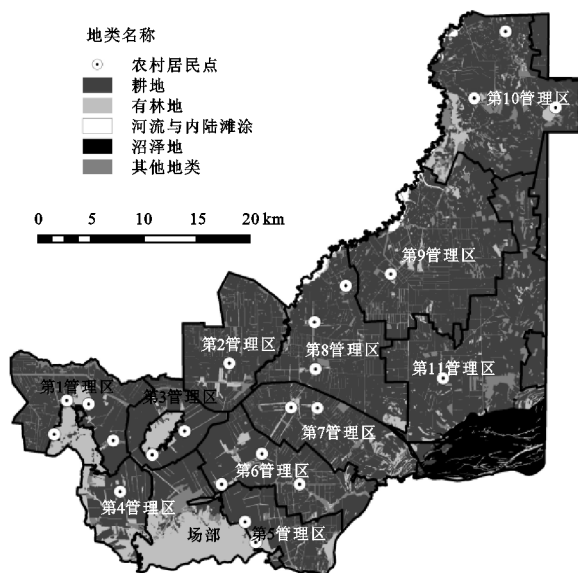 地类名称
农村居民点
耕地
有林地
河流与内陆滩涂
沼泽地
其他地类
0 5 10 20 km
第10管理区
第9管理区
第2管理区
第8管理区
第11管理区
第1管理区
第3管理区
第7管理区
第6管理区
第4管理区
场部
第5管理区